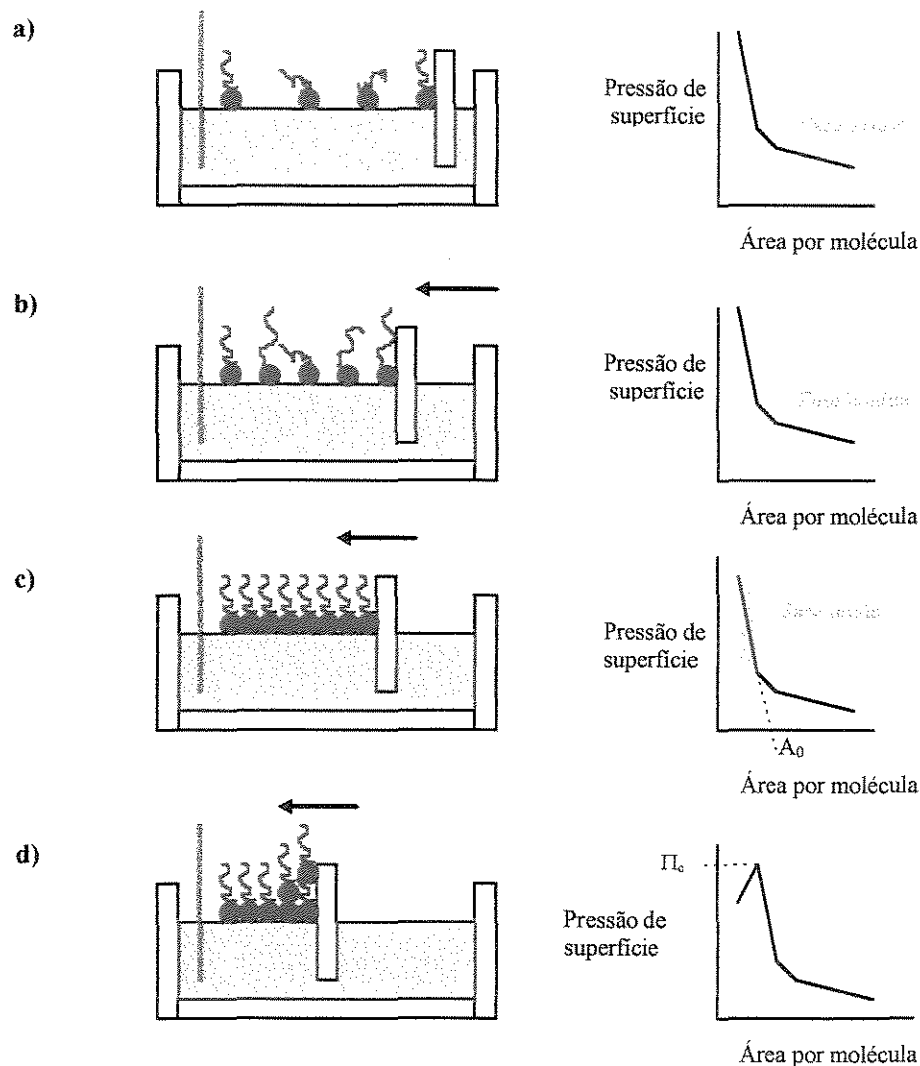 a)
Pressão de
superfície
Área por molécula
b)
Pressão de
superfície
Área por molécula
c)
Pressão de
superfície
A₀
Área por molécula
d)
Πc
Pressão de
superfície
Área por molécula